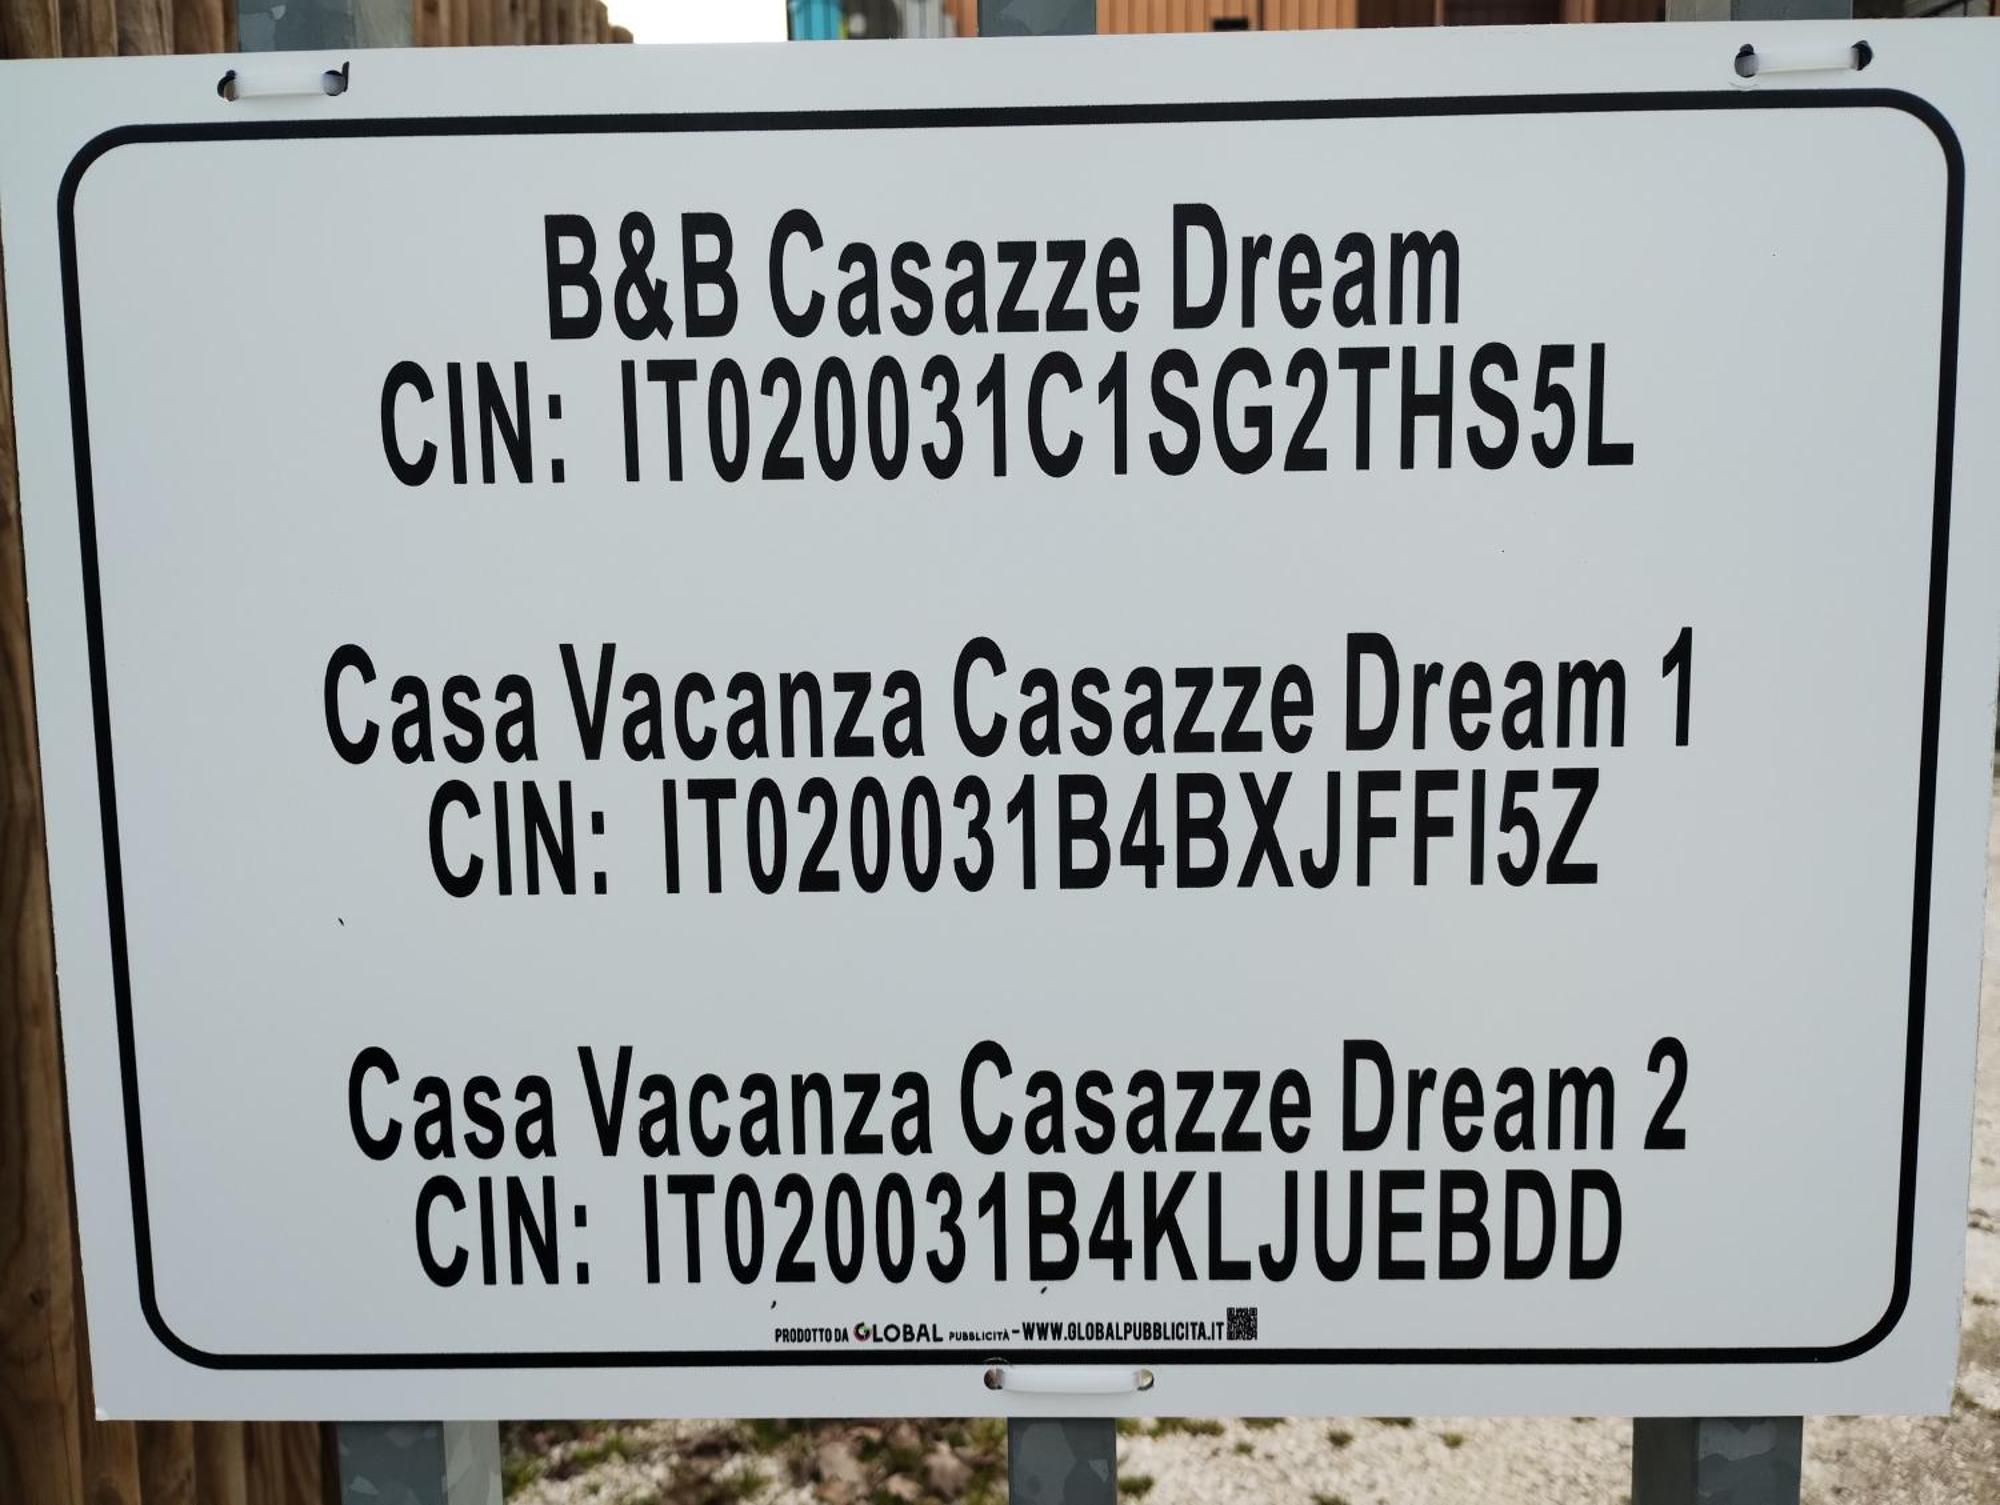 B&B Casazze Dream
CIN: IT020031C1SG2THS5L
Casa Vacanza Casazze Dream 1
CIN: IT020031B4BXJFFI5Z
Casa Vacanza Casazze Dream 2
CIN: IT020031B4KLJUEBDD
PRODOTTO DA GLOBAL PUBBLICITÀ - WWW.GLOBALPUBBLICITA.IT